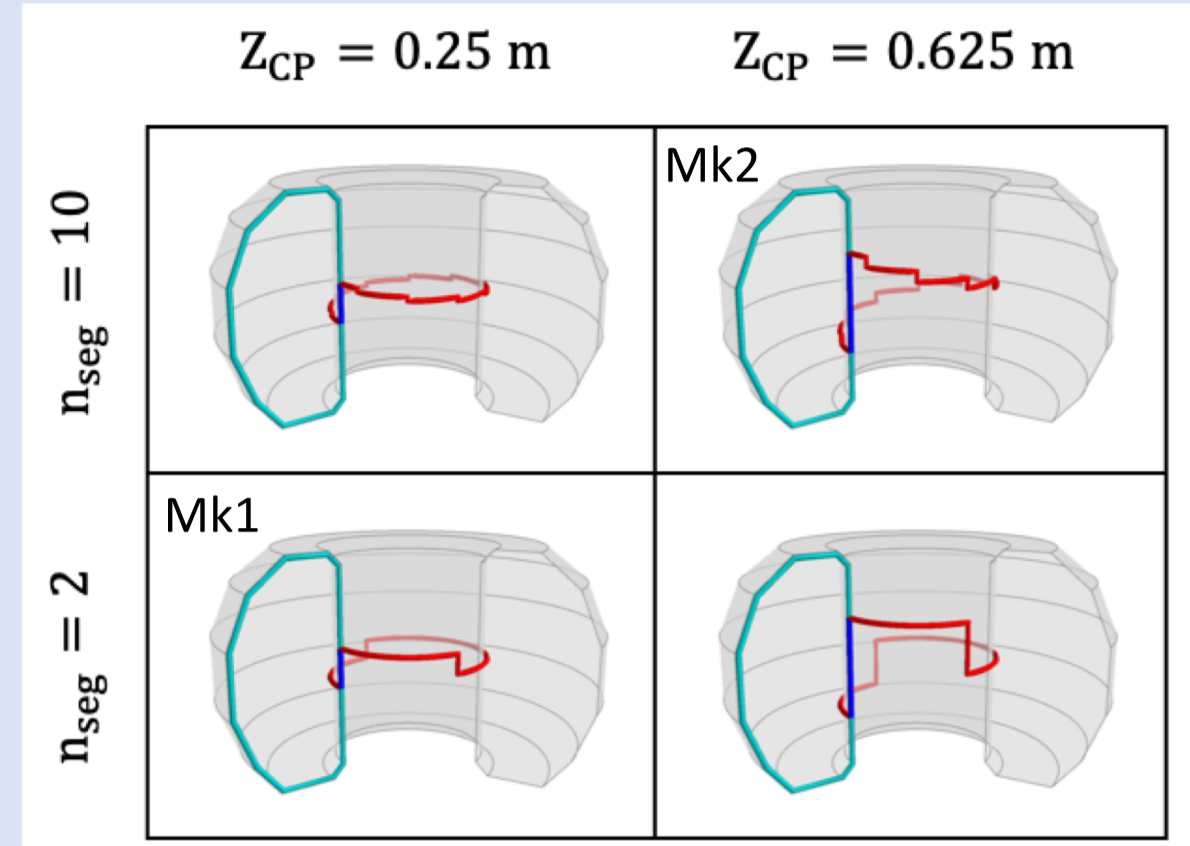 Z_CP = 0.25 m
Z_CP = 0.625 m
n_seg = 10
Mk2
n_seg = 2
Mk1